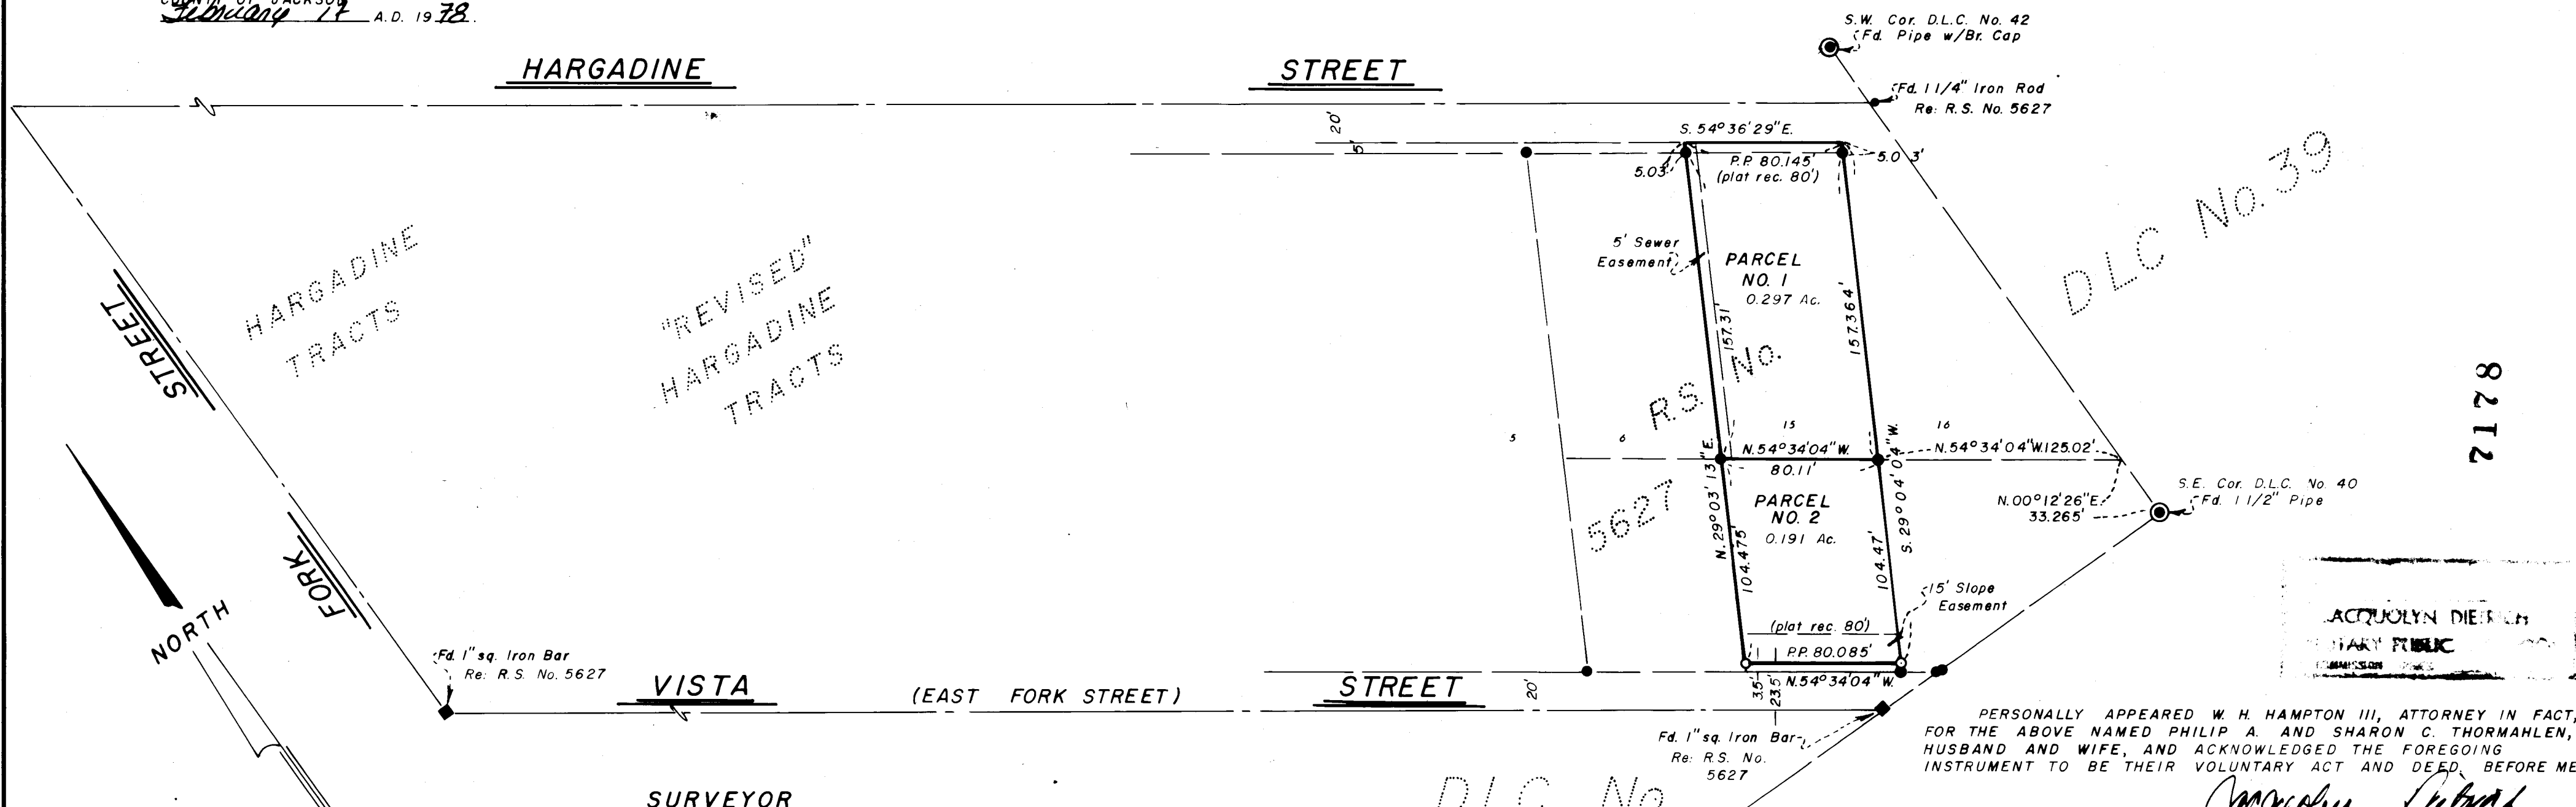 February 17 A.D. 1978.
HARGADINE STREET
S.W. Cor. D.L.C. No. 42
Fd. Pipe w/Br. Cap
Fd. 1 1/4" Iron Rod
Re: R.S. No. 5627
20'
5'
S. 54°36'29"E.
P.P. 80.145'
(plat rec. 80')
5.03'
5.03'
DLC No. 39
5' Sewer
Easement
PARCEL
NO. 1
0.297 Ac.
157.31'
157.364'
HARGADINE
TRACTS
"REVISED"
HARGADINE
TRACTS
STREET
FORK
R.S. No.
5627
5
6
15
16
N.54°34'04"W.
80.11'
N.54°34'04"W.125.02'
N.00°12'26"E.
33.265'
S.E. Cor. D.L.C. No. 40
Fd. 1 1/2" Pipe
7178
PARCEL
NO. 2
0.191 Ac.
N. 29°03'13"E.
104.475'
104.47'
S. 29°04'04"W.
15' Slope
Easement
(plat rec. 80')
P.P. 80.085'
N.54°34'04"W.
3.5'
23.5'
20'
NORTH
Fd. 1" sq. Iron Bar
Re: R.S. No. 5627
VISTA (EAST FORK STREET) STREET
Fd. 1" sq. Iron Bar
Re: R.S. No.
5627
ACQUOLYN
PUBLIC
PERSONALLY APPEARED W. H. HAMPTON III, ATTORNEY IN FACT,
FOR THE ABOVE NAMED PHILIP A. AND SHARON C. THORMAHLEN,
HUSBAND AND WIFE, AND ACKNOWLEDGED THE FOREGOING
INSTRUMENT TO BE THEIR VOLUNTARY ACT AND DEED. BEFORE ME
SURVEYOR
DLC No.